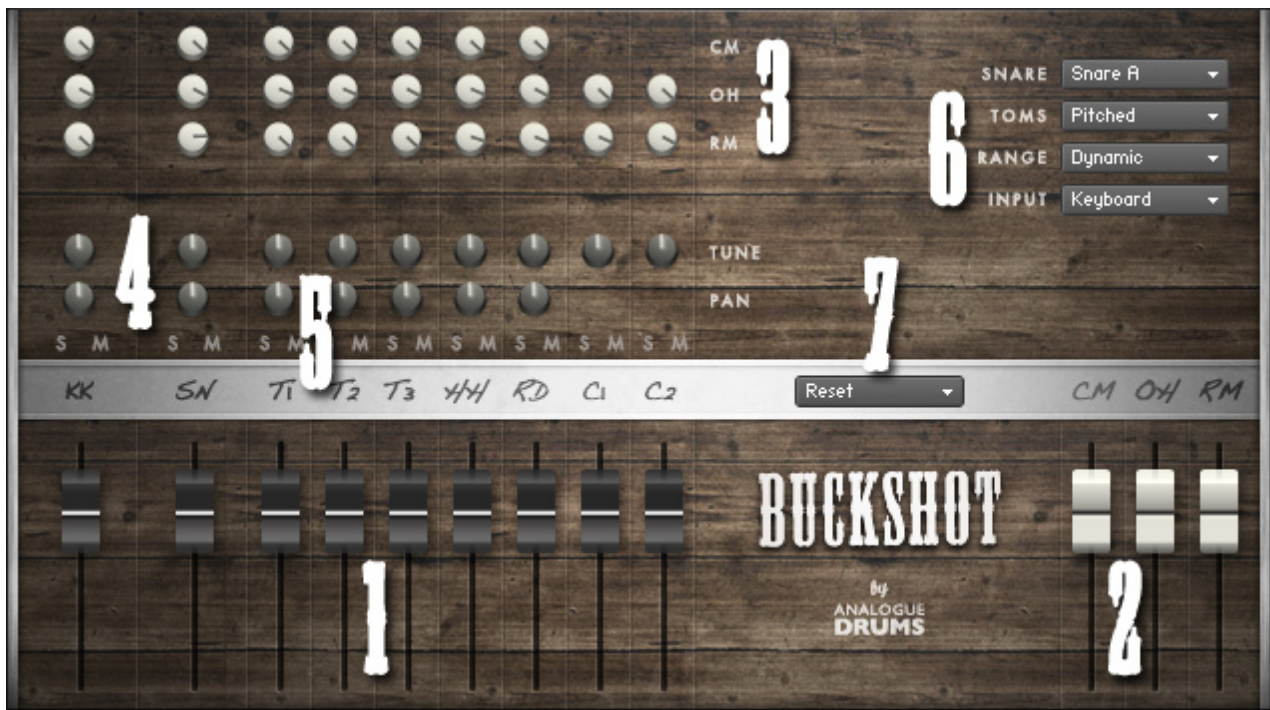 CM
OH
RM
3
SNARE Snare A
TOMS Pitched
RANGE Dynamic
INPUT Keyboard
6
4
5
7
TUNE
PAN
S M S M S M S M S M S M S M S M S M
KK SN T1 T2 T3 HH RD C1 C2 Reset CM OH RM
BUCKSHOT
by
ANALOGUE
DRUMS
1
2